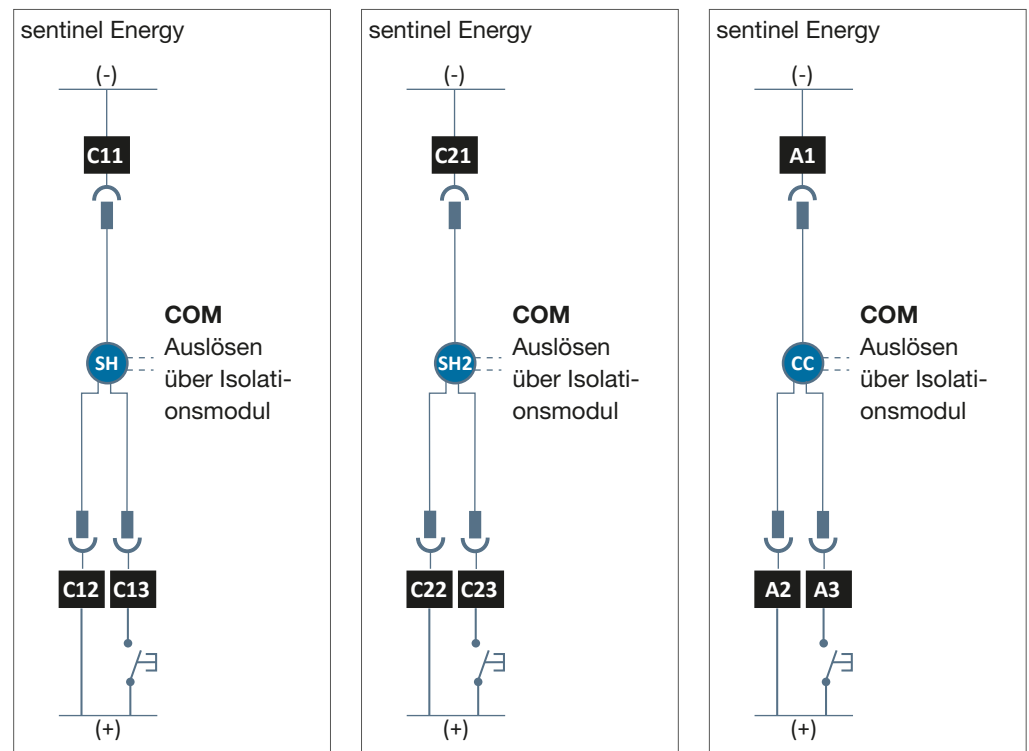 sentinel Energy
(-)
C11
COM
Auslösen
über Isolati-
onsmodul
SH
C12 C13
(+)
sentinel Energy
(-)
C21
COM
Auslösen
über Isolati-
onsmodul
SH2
C22 C23
(+)
sentinel Energy
(-)
A1
COM
Auslösen
über Isolati-
onsmodul
CC
A2 A3
(+)